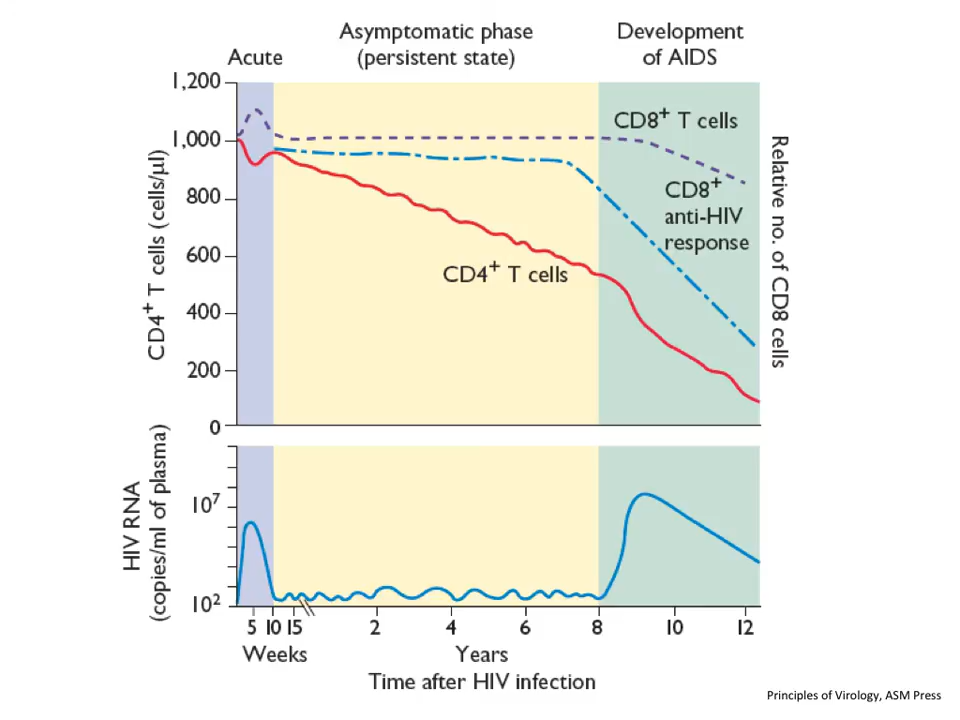 Acute
Asymptomatic phase
(persistent state)
Development
of AIDS
1,200
1,000
800
600
400
200
0
CD4+ T cells (cells/µl)
CD8+ T cells
CD8+
anti-HIV
response
CD4+ T cells
Relative no. of CD8 cells
HIV RNA
(copies/ml of plasma)
10⁷
10²
5 10 15 2 4 6 8 10 12
Weeks Years
Time after HIV infection
Principles of Virology, ASM Press